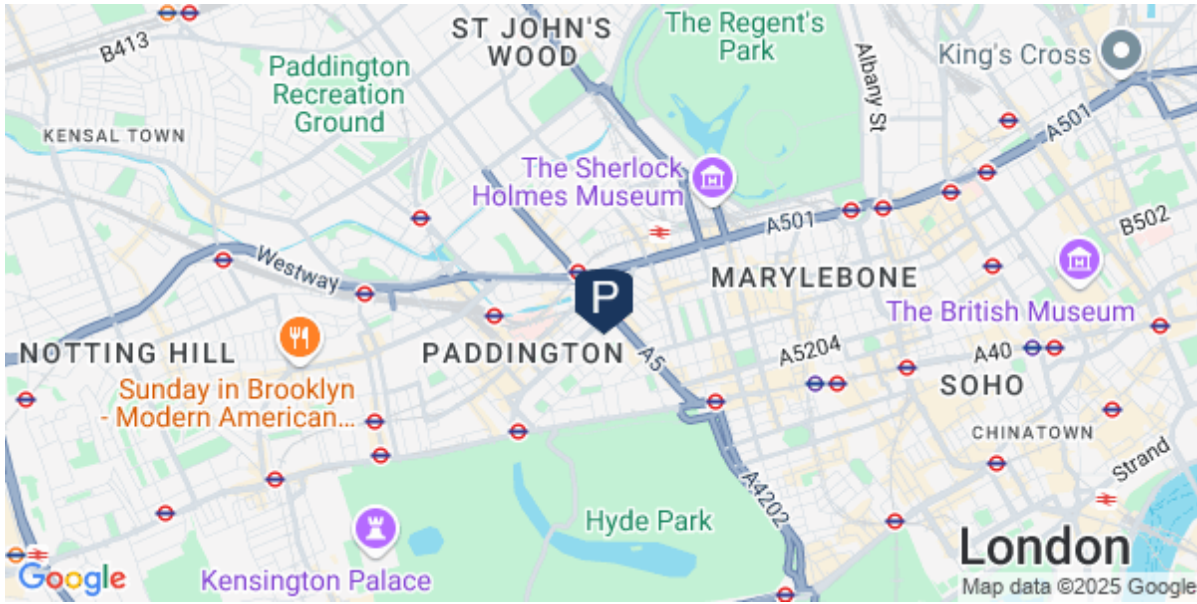 B413
ST JOHN'S
WOOD
The Regent's
Park
King's Cross
Albany St
Paddington
Recreation
Ground
KENSAL TOWN
A501
The Sherlock
Holmes Museum
A501
B502
Westway
MARYLEBONE
P
The British Museum
NOTTING HILL
PADDINGTON
A5
A5204
A40
SOHO
Sunday in Brooklyn
- Modern American...
CHINATOWN
Strand
A4202
Hyde Park
Kensington Palace
London
Google
Map data ©2025 Google